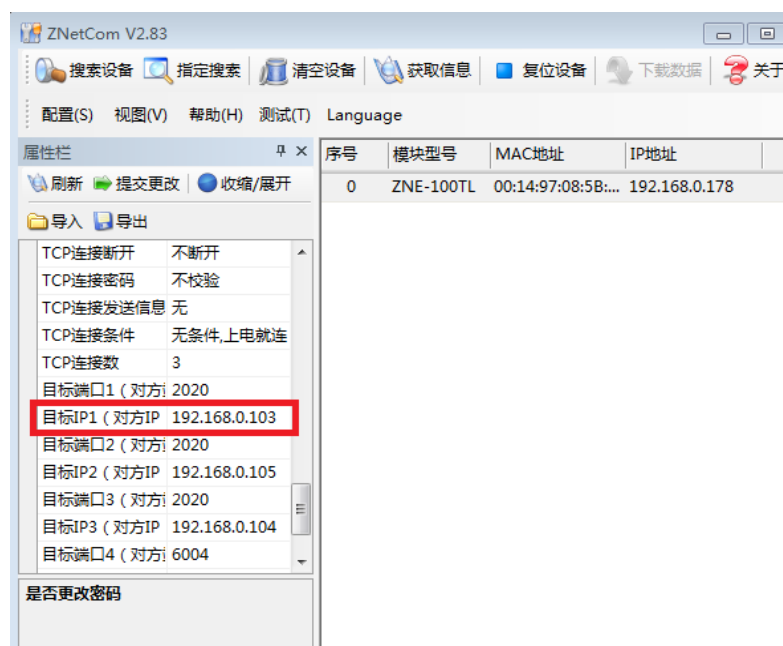 ZNetCom V2.83
搜索设备 指定搜索 清空设备 获取信息 复位设备 下载数据 关于
配置(S) 视图(V) 帮助(H) 测试(T) Language
属性栏
刷新 提交更改 收缩/展开
导入 导出
序号 模块型号 MAC地址 IP地址
0 ZNE-100TL 00:14:97:08:5B:... 192.168.0.178
TCP连接断开 不断开
TCP连接密码 不校验
TCP连接发送信息 无
TCP连接条件 无条件,上电就连
TCP连接数 3
目标端口1（对方 2020
目标IP1（对方IP 192.168.0.103
目标端口2（对方 2020
目标IP2（对方IP 192.168.0.105
目标端口3（对方 2020
目标IP3（对方IP 192.168.0.104
目标端口4（对方 6004
是否更改密码